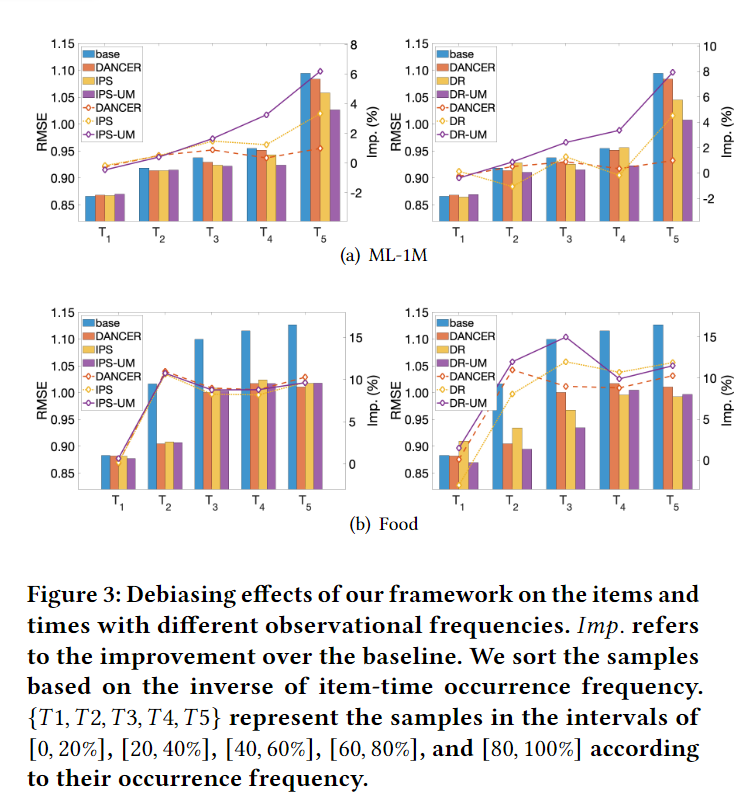 1.15
1.10
1.05
1.00
0.95
0.90
0.85
RMSE
base
DANCER
IPS
IPS-UM
DANCER
IPS
IPS-UM
8
6
4
2
0
-2
Imp. (%)
T1 T2 T3 T4 T5
1.15
1.10
1.05
1.00
0.95
0.90
0.85
RMSE
base
DANCER
DR
DR-UM
DANCER
DR
DR-UM
10
8
6
4
2
0
-2
Imp. (%)
T1 T2 T3 T4 T5
(a) ML-1M
1.15
1.10
1.05
1.00
0.95
0.90
0.85
RMSE
base
DANCER
IPS
IPS-UM
DANCER
IPS
IPS-UM
15
10
5
0
Imp. (%)
T1 T2 T3 T4 T5
1.15
1.10
1.05
1.00
0.95
0.90
0.85
RMSE
base
DANCER
DR
DR-UM
DANCER
DR
DR-UM
15
10
5
0
Imp. (%)
T1 T2 T3 T4 T5
(b) Food
Figure 3: Debiasing effects of our framework on the items and
times with different observational frequencies. Imp. refers
to the improvement over the baseline. We sort the samples
based on the inverse of item-time occurrence frequency.
{T1, T2, T3, T4, T5} represent the samples in the intervals of
[0, 20%], [20, 40%], [40, 60%], [60, 80%], and [80, 100%] according
to their occurrence frequency.